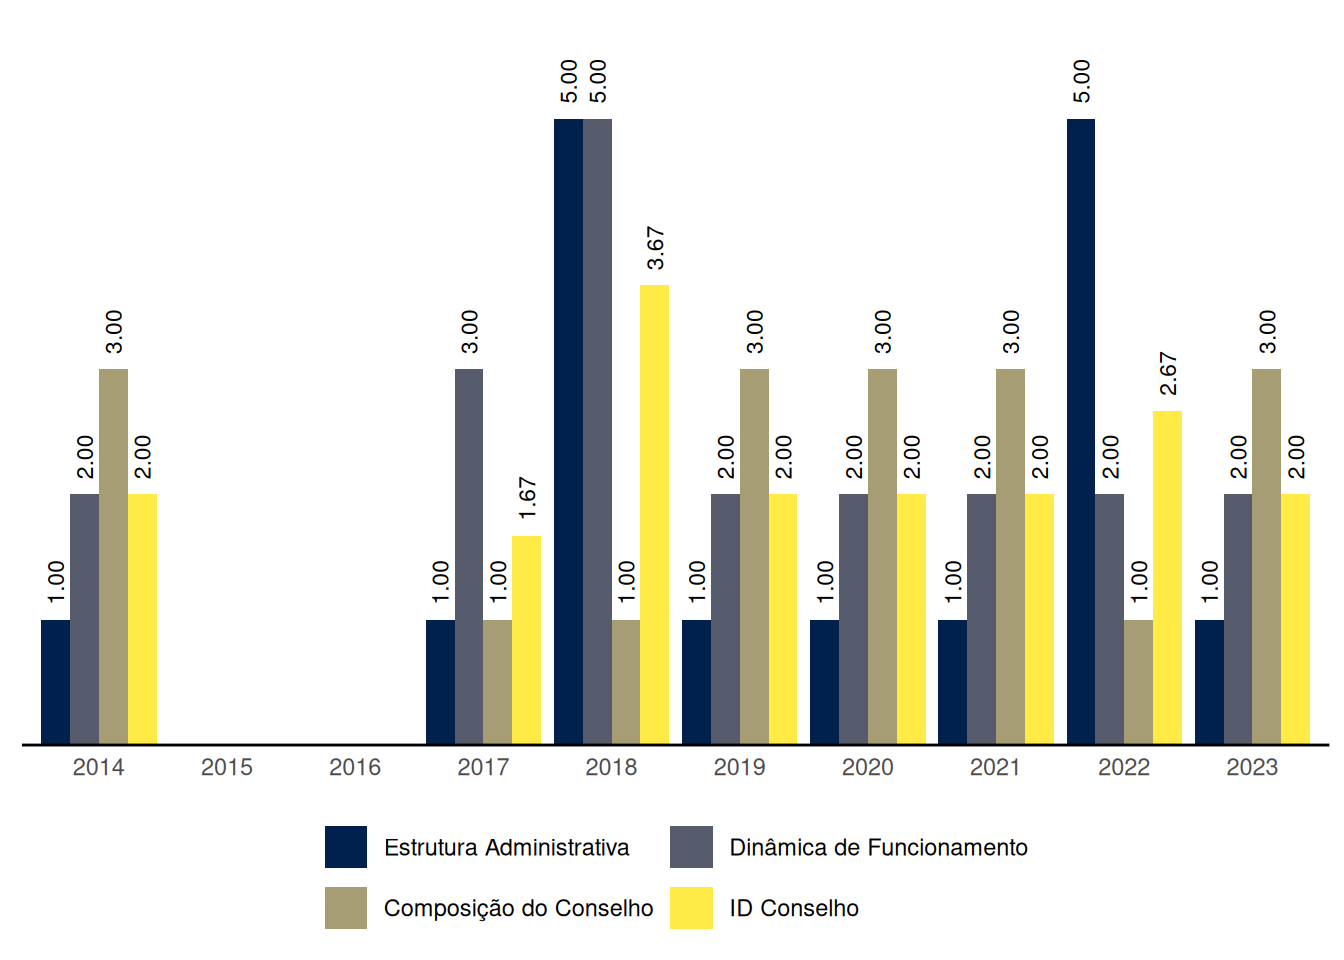 5.00 5.00 5.00
3.67
3.00 3.00 3.00 3.00 3.00 3.00
2.67
2.00 2.00 2.00 2.00 2.00 2.00 2.00 2.00 2.00 2.00 2.00
1.67
1.00 1.00 1.00 1.00 1.00 1.00 1.00 1.00 1.00
2014 2015 2016 2017 2018 2019 2020 2021 2022 2023
Estrutura Administrativa Dinâmica de Funcionamento
Composição do Conselho ID Conselho